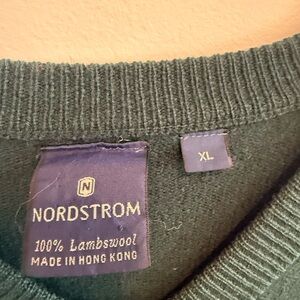 N
NORDSTROM
100% Lambswool
MADE IN HONG KONG
XL